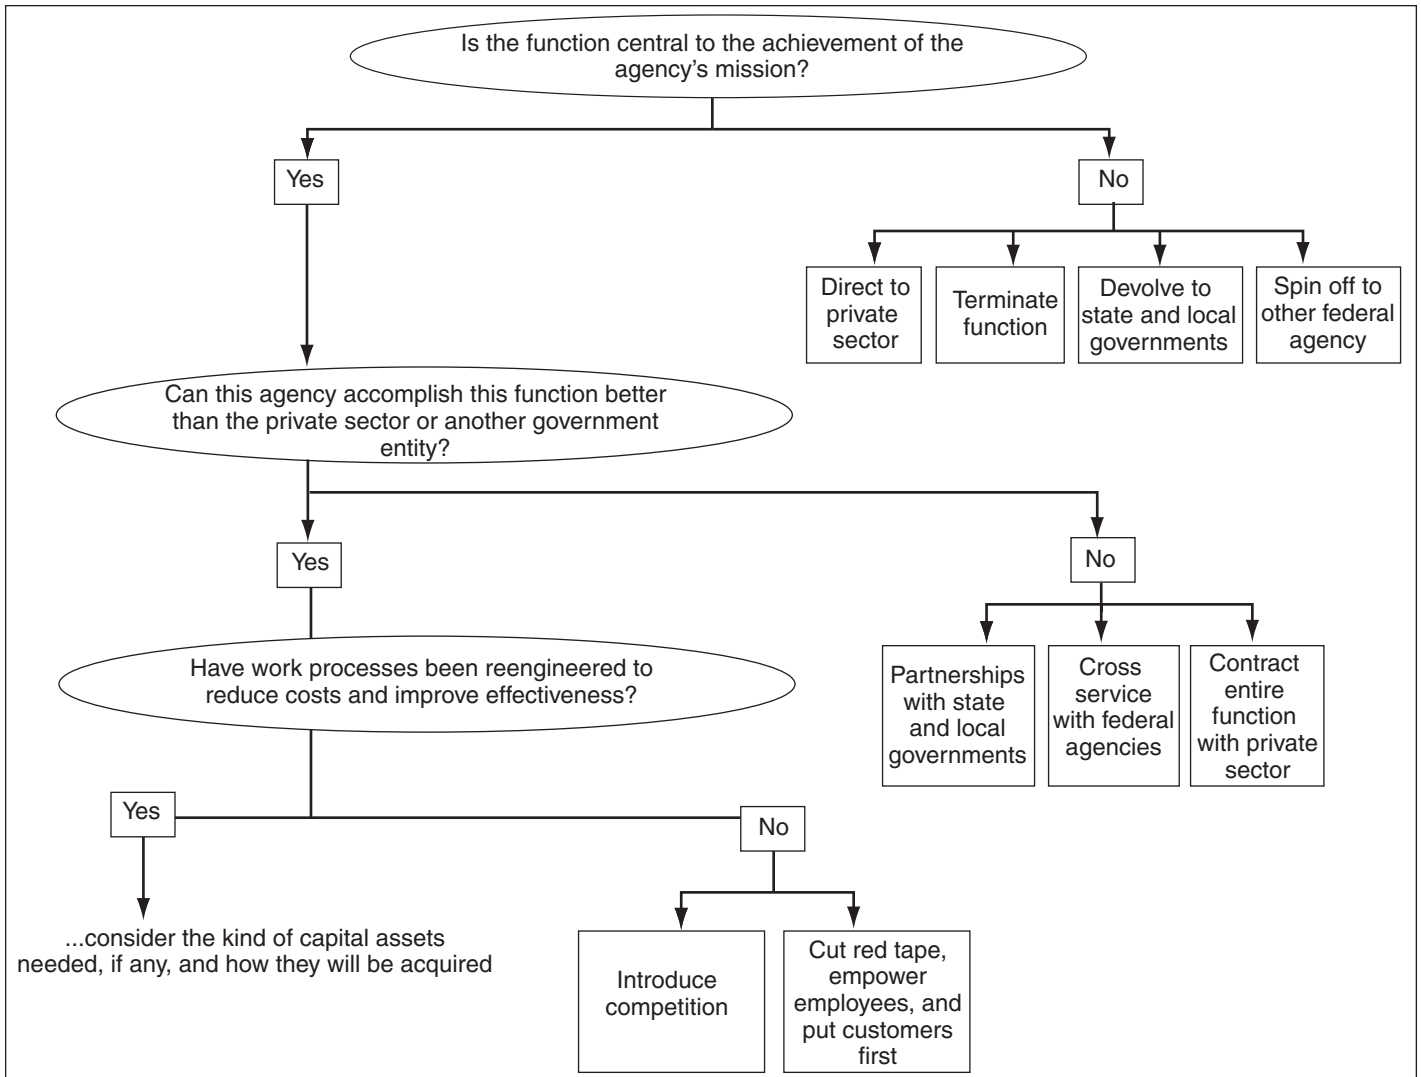 Is the function central to the achievement of the
agency's mission?
Yes
No
Direct to
private
sector
Terminate
function
Devolve to
state and local
governments
Spin off to
other federal
agency
Can this agency accomplish this function better
than the private sector or another government
entity?
Yes
No
Partnerships
with state
and local
governments
Cross
service
with federal
agencies
Contract
entire
function
with private
sector
Have work processes been reengineered to
reduce costs and improve effectiveness?
Yes
No
...consider the kind of capital assets
needed, if any, and how they will be acquired
Introduce
competition
Cut red tape,
empower
employees, and
put customers
first